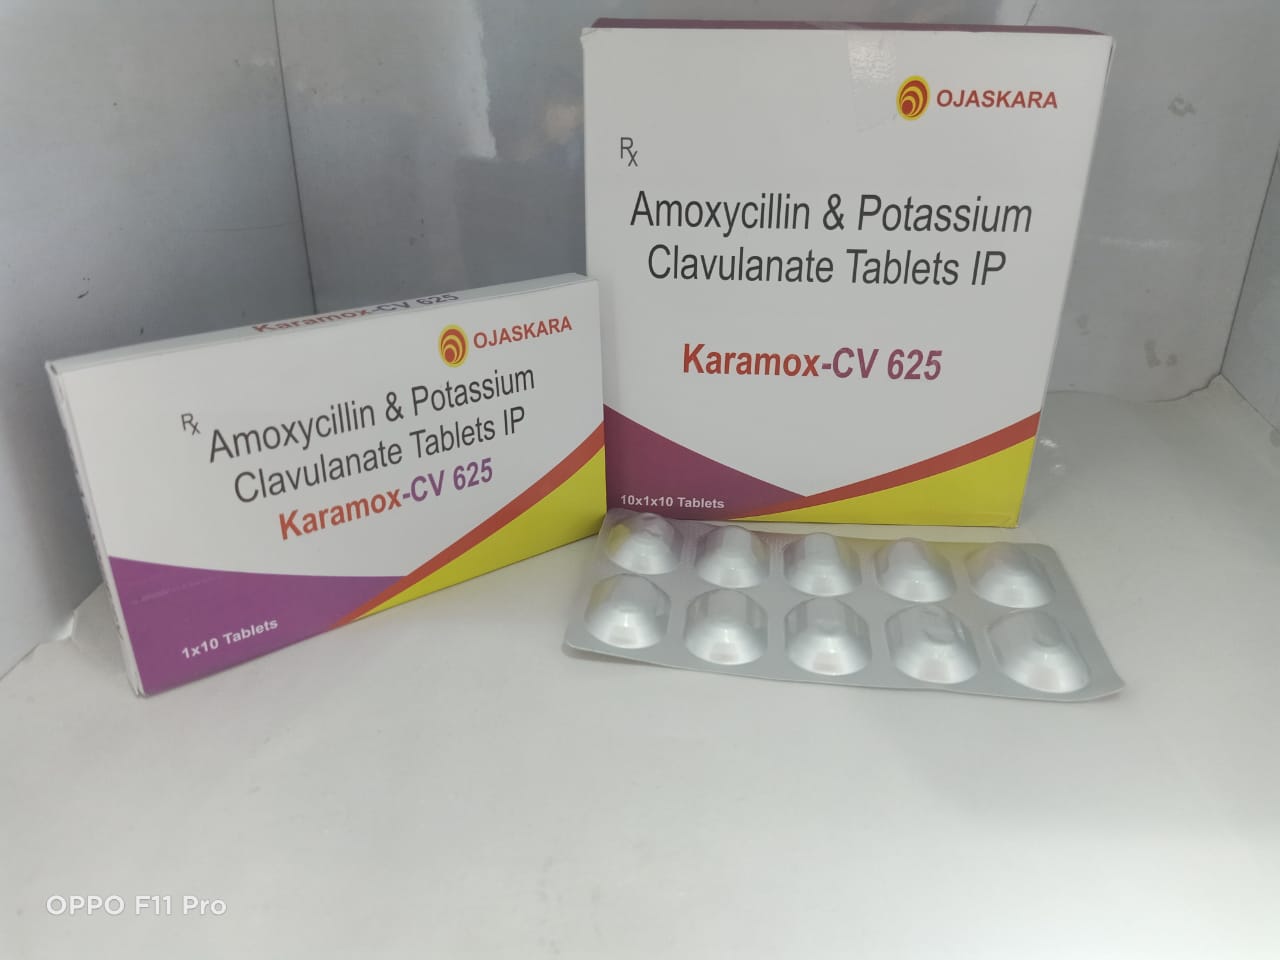 Karamox-CV 625
OJASKARA
Rx
Amoxycillin & Potassium
Clavulanate Tablets IP
Karamox-CV 625
1x10 Tablets
OJASKARA
Rx
Amoxycillin & Potassium
Clavulanate Tablets IP
Karamox-CV 625
10x1x10 Tablets
OPPO F11 Pro